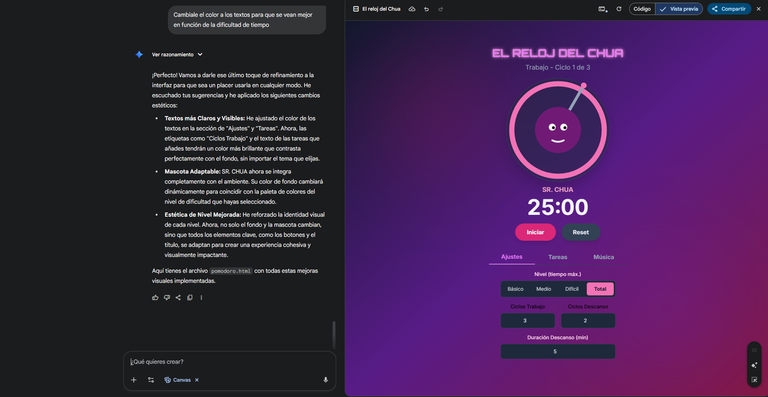 Cambiale el color a los textos para que se vean mejor
en función de la dificultad de tiempo
Ver razonamiento
¡Perfecto! Vamos a darle ese último toque de refinamiento a la
interfaz para que sea un placer usarla en cualquier modo. He
escuchado tus sugerencias y he aplicado los siguientes cambios
estéticos:
• Textos más Claros y Visibles: He ajustado el color de los
textos en la sección de "Ajustes" y "Tareas". Ahora, las
etiquetas como "Ciclos Trabajo" y el texto de las tareas que
añades tendrán un color más brillante que contrasta
perfectamente con el fondo, sin importar el tema que elijas.
• Mascota Adaptable: SR. CHUA ahora se integra
completamente con el ambiente. Su color de fondo cambiará
dinámicamente para coincidir con la paleta de colores del
nivel de dificultad que hayas seleccionado.
• Estética de Nivel Mejorada: He reforzado la identidad visual
de cada nivel. Ahora, no solo el fondo y la mascota cambian,
sino que todos los elementos clave, como los botones y el
título, se adaptan para crear una experiencia cohesiva y
visualmente impactante.
Aquí tienes el archivo pomodoro.html con todas estas mejoras
visuales implementadas.
¿Qué quieres crear?
Canvas
El reloj del Chua
Código
Vista previa
Compartir
EL RELOJ DEL CHUA
Trabajo - Ciclo 1 de 3
SR. CHUA
25:00
Iniciar
Reset
Ajustes
Tareas
Música
Nivel (tiempo máx.)
Básico
Medio
Difícil
Total
Ciclos Trabajo
Ciclos Descanso
3
2
Duración Descanso (min)
5